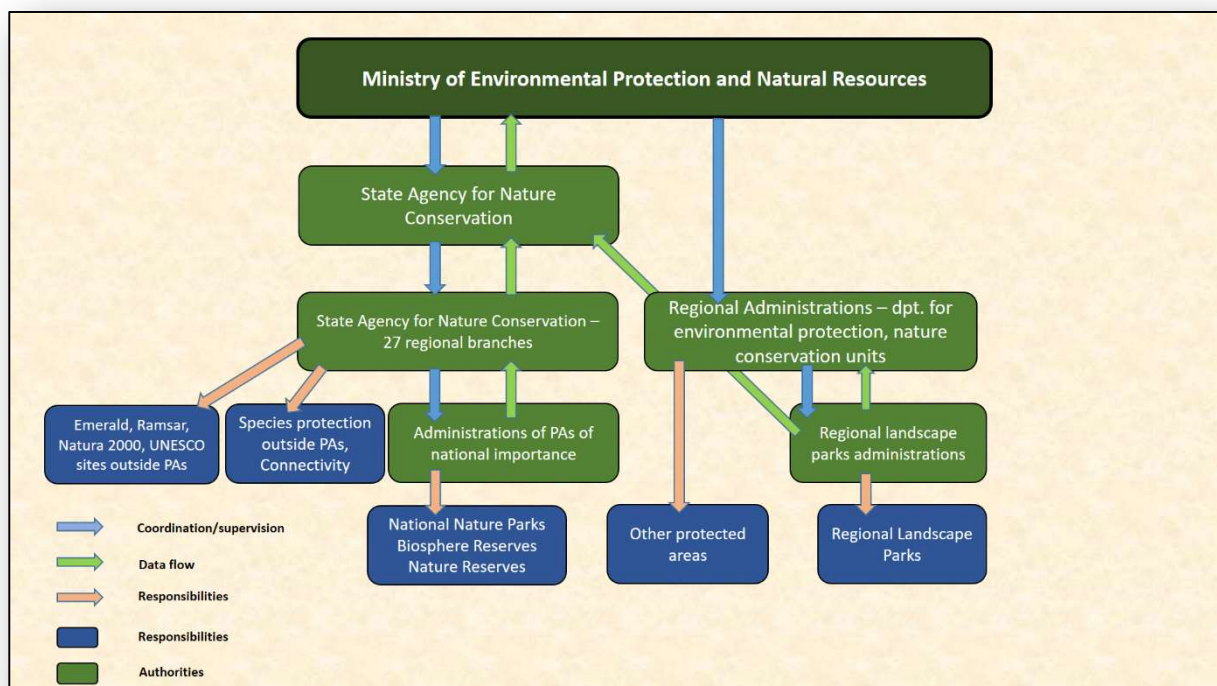 Ministry of Environmental Protection and Natural Resources
State Agency for Nature
Conservation
State Agency for Nature Conservation –
27 regional branches
Regional Administrations – dpt. for
environmental protection, nature
conservation units
Emerald, Ramsar,
Natura 2000, UNESCO
sites outside PAs
Species protection
outside PAs,
Connectivity
Administrations of PAs of
national importance
Regional landscape
parks administrations
National Nature Parks
Biosphere Reserves
Nature Reserves
Other protected
areas
Regional Landscape
Parks
Coordination/supervision
Data flow
Responsibilities
Responsibilities
Authorities